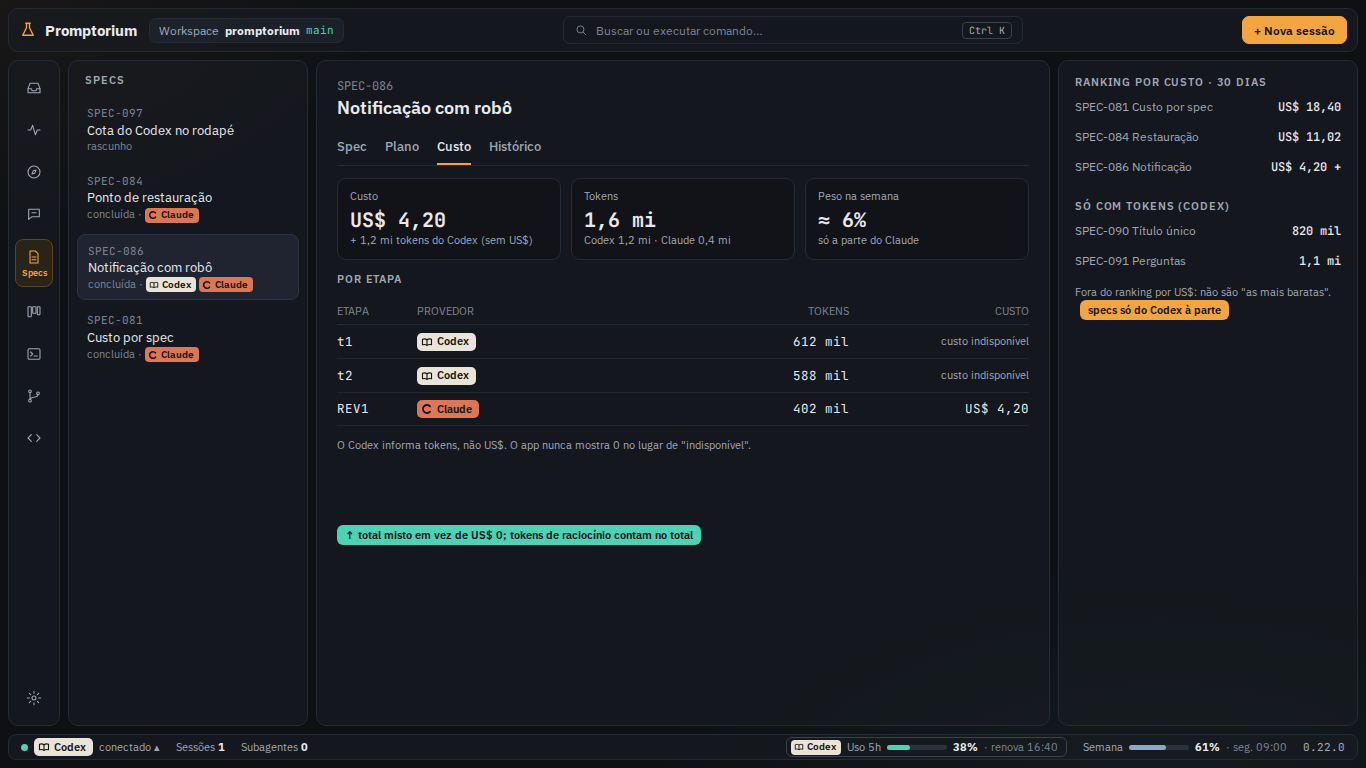 Promptorium
Workspace promptorium main
Buscar ou executar comando...
Ctrl K
+ Nova sessão
Specs
SPECS
SPEC-097
Cota do Codex no rodapé
rascunho
SPEC-084
Ponto de restauração
concluída · Claude
SPEC-086
Notificação com robô
concluída · Codex Claude
SPEC-081
Custo por spec
concluída · Claude
SPEC-086
Notificação com robô
Spec Plano Custo Histórico
Custo
US$ 4,20
+ 1,2 mi tokens do Codex (sem US$)
Tokens
1,6 mi
Codex 1,2 mi · Claude 0,4 mi
Peso na semana
≈ 6%
só a parte do Claude
POR ETAPA
ETAPA PROVEDOR TOKENS CUSTO
t1 Codex 612 mil custo indisponível
t2 Codex 588 mil custo indisponível
REV1 Claude 402 mil US$ 4,20
O Codex informa tokens, não US$. O app nunca mostra 0 no lugar de "indisponível".
↑ total misto em vez de US$ 0; tokens de raciocínio contam no total
RANKING POR CUSTO · 30 DIAS
SPEC-081 Custo por spec US$ 18,40
SPEC-084 Restauração US$ 11,02
SPEC-086 Notificação US$ 4,20 +
SÓ COM TOKENS (CODEX)
SPEC-090 Título único 820 mil
SPEC-091 Perguntas 1,1 mi
Fora do ranking por US$: não são "as mais baratas".
specs só do Codex à parte
Codex conectado ▴ Sessões 1 Subagentes 0
Codex Uso 5h 38% · renova 16:40
Semana 61% · seg. 09:00
0.22.0